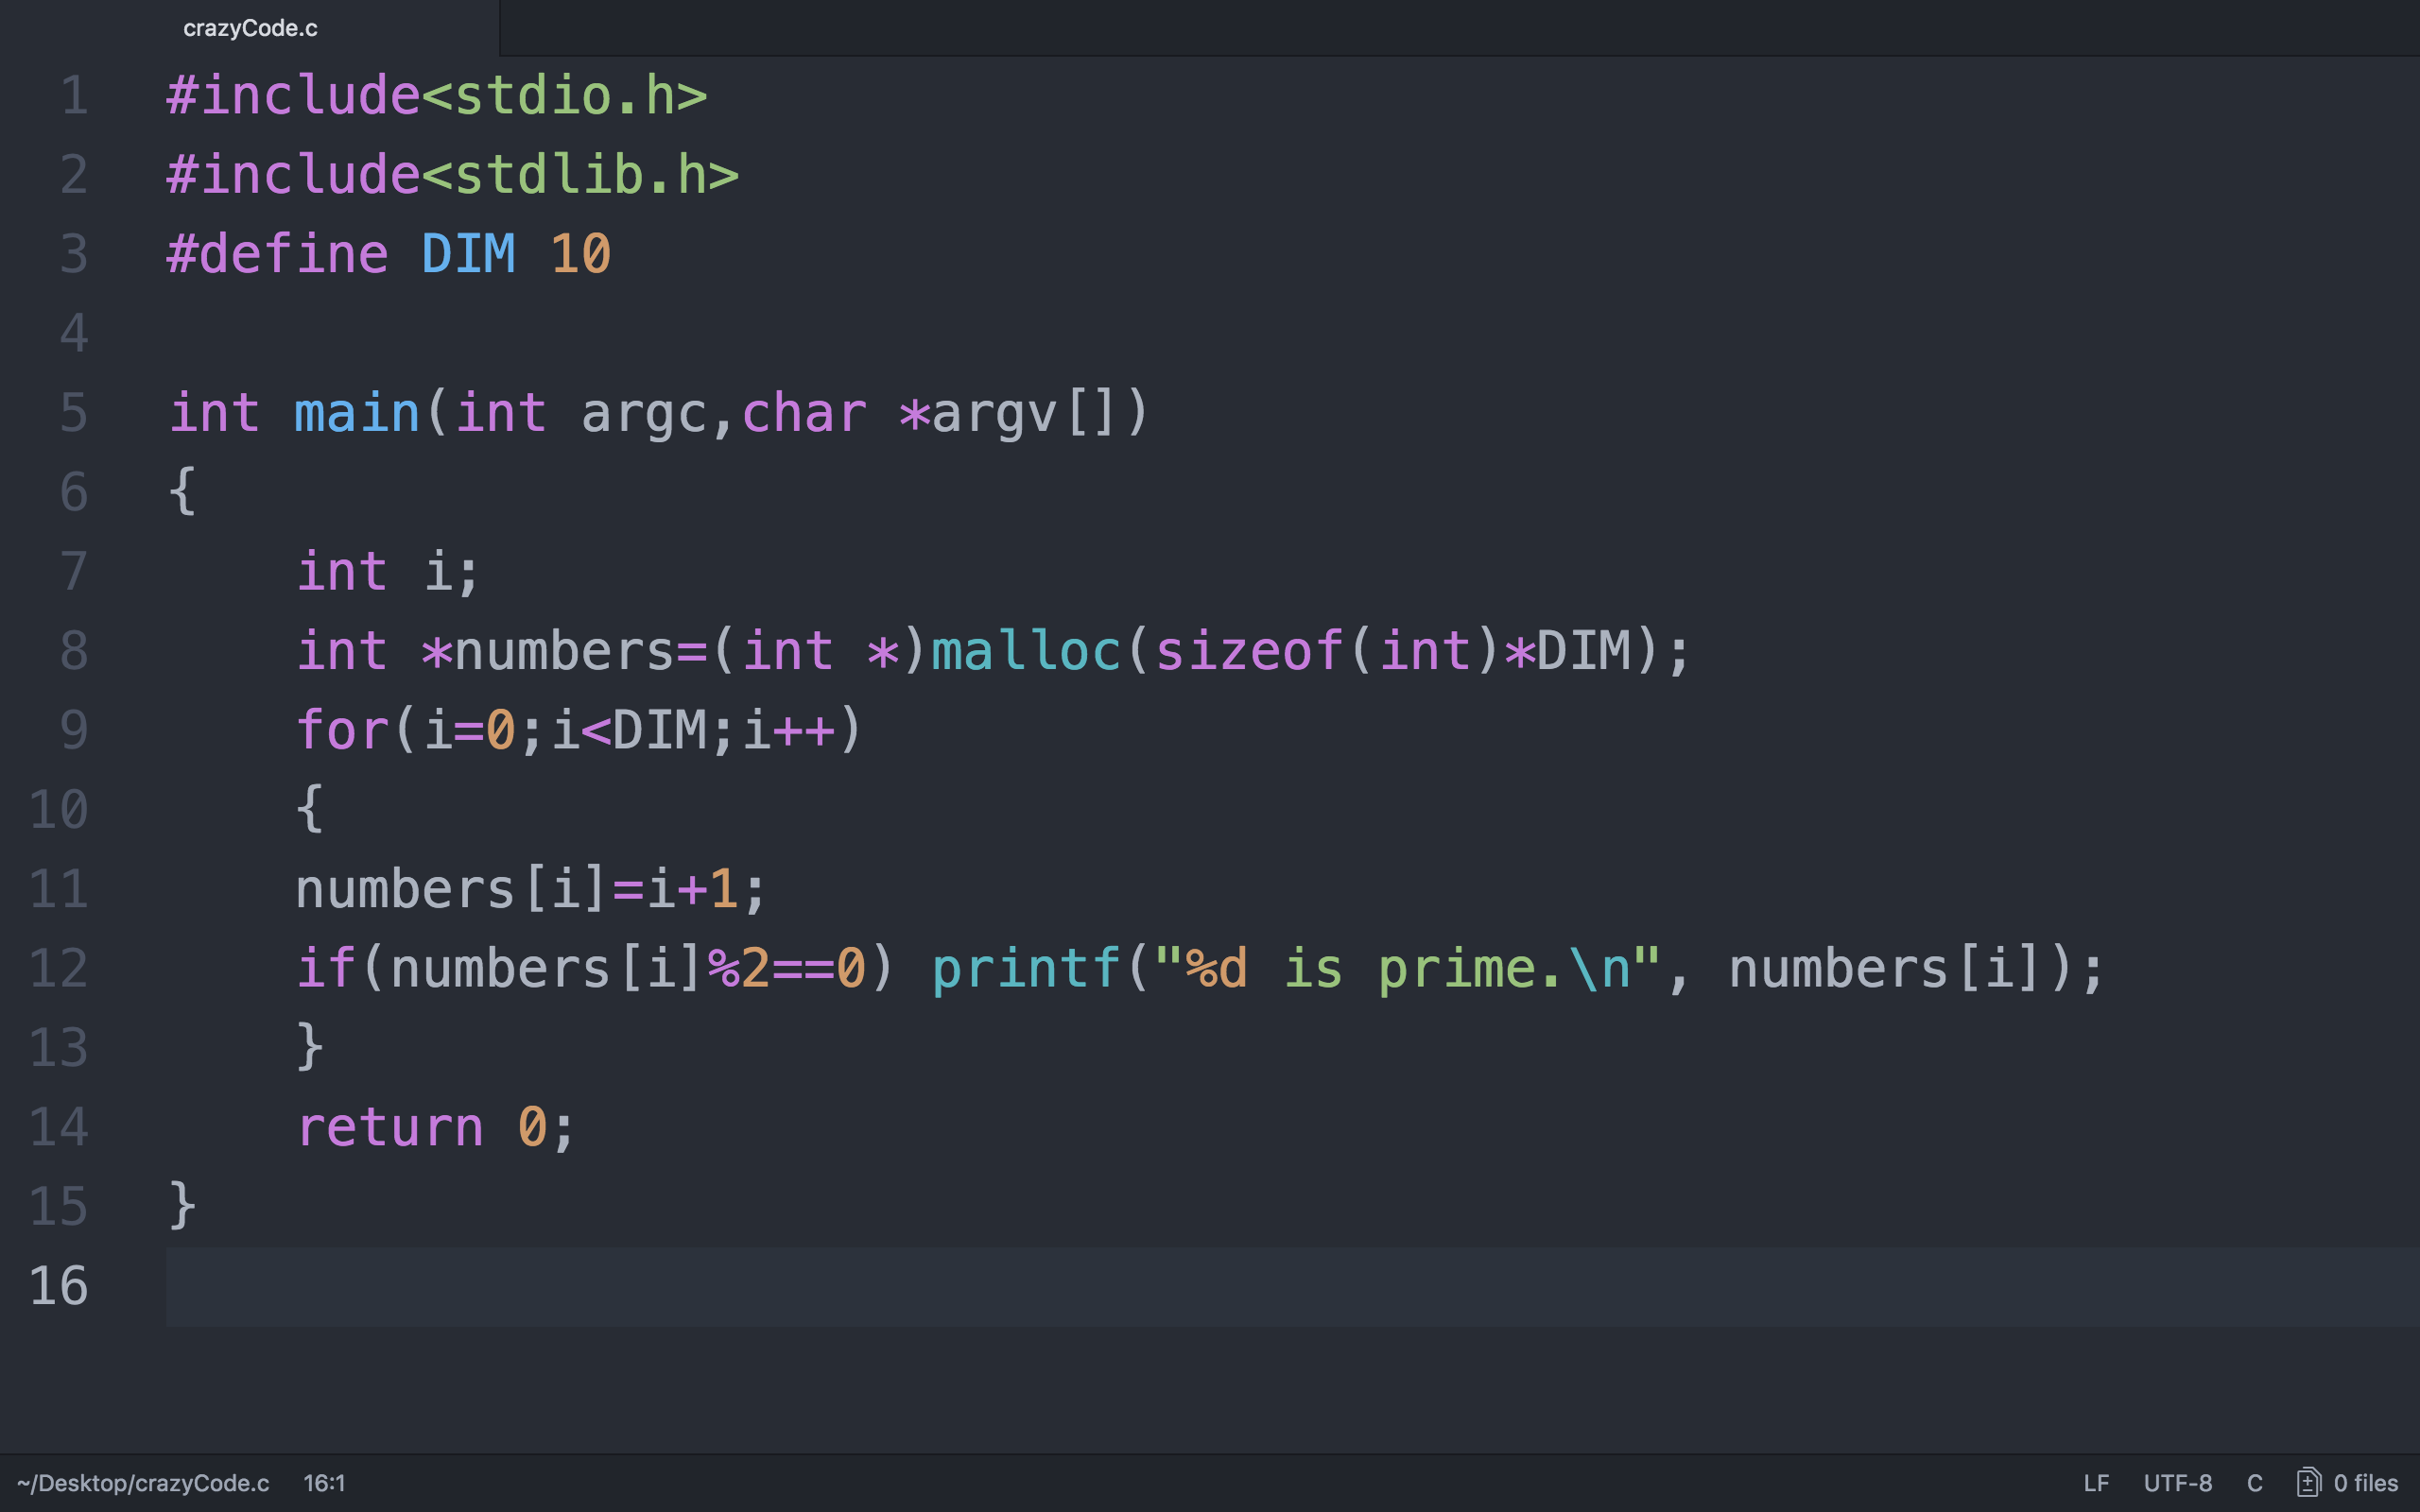 crazyCode.c
1 #include<stdio.h>
2 #include<stdlib.h>
3 #define DIM 10
4
5 int main(int argc,char *argv[])
6 {
7     int i;
8     int *numbers=(int *)malloc(sizeof(int)*DIM);
9     for(i=0;i<DIM;i++)
10     {
11     numbers[i]=i+1;
12     if(numbers[i]%2==0) printf("%d is prime.\n", numbers[i]);
13     }
14     return 0;
15 }
16
~/Desktop/crazyCode.c 16:1 LF UTF-8 C 0 files